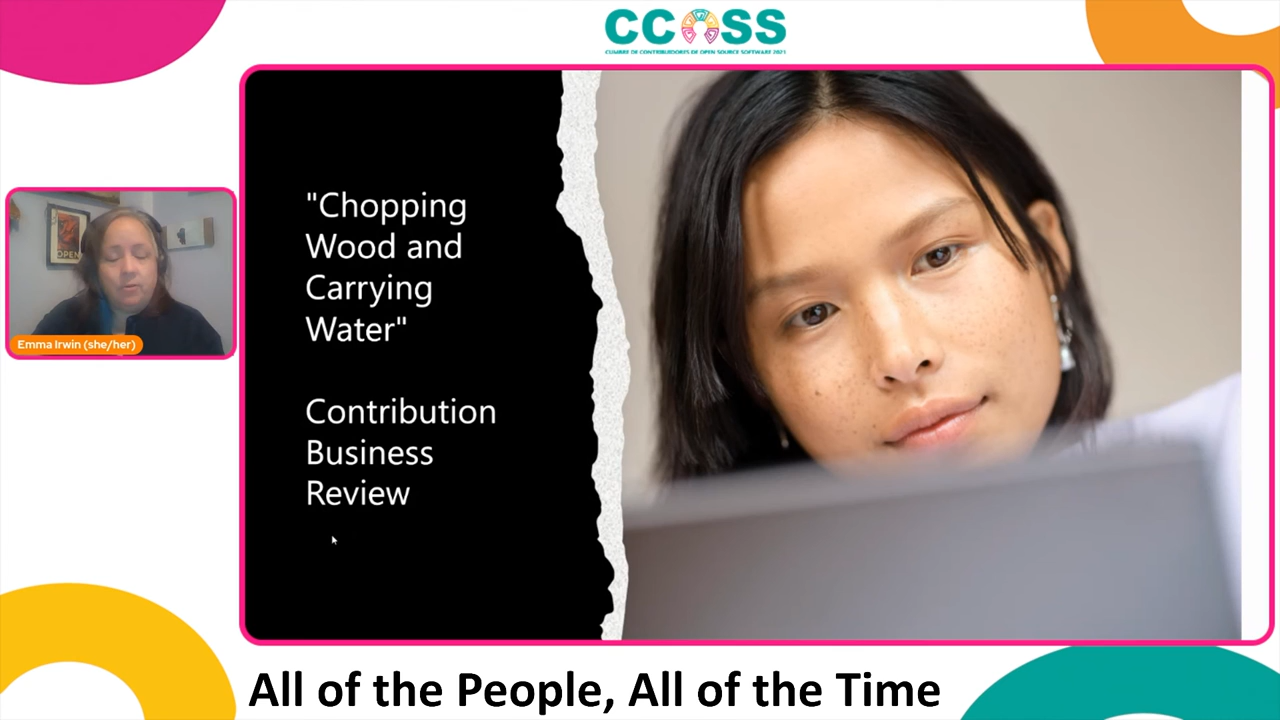 CCOSS
CUMBRE DE CONTRIBUIDORES DE OPEN SOURCE SOFTWARE 2021
"Chopping
Wood and
Carrying
Water"
Contribution
Business
Review
OPEN
Emma Irwin (she/her)
All of the People, All of the Time